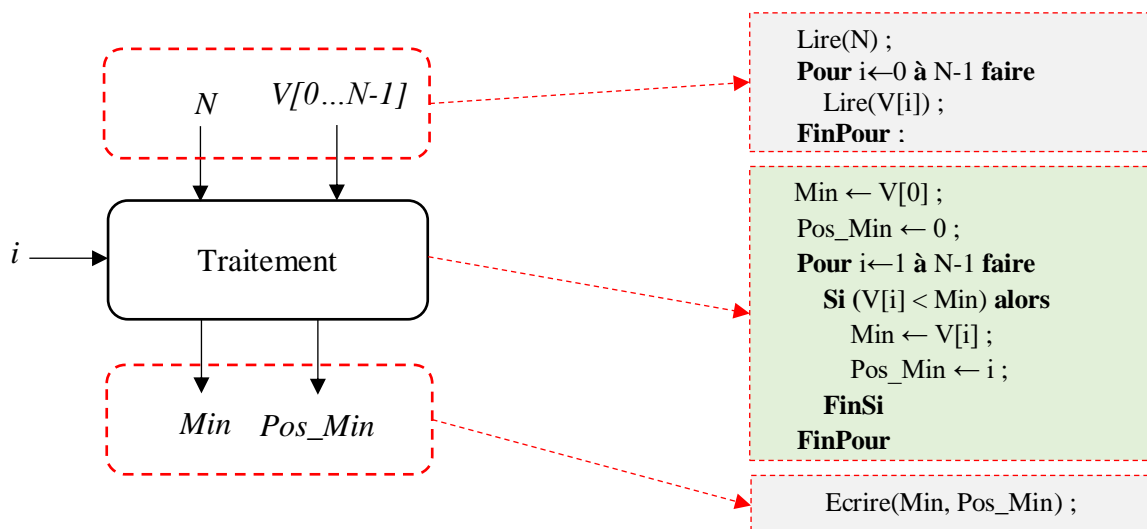 N
V[0...N-1]
i
Traitement
Min
Pos_Min
Lire(N) ;
Pour i←0 à N-1 faire
Lire(V[i]) ;
FinPour :
Min ← V[0] ;
Pos_Min ← 0 ;
Pour i←1 à N-1 faire
Si (V[i] < Min) alors
Min ← V[i] ;
Pos_Min ← i ;
FinSi
FinPour
Ecrire(Min, Pos_Min) ;